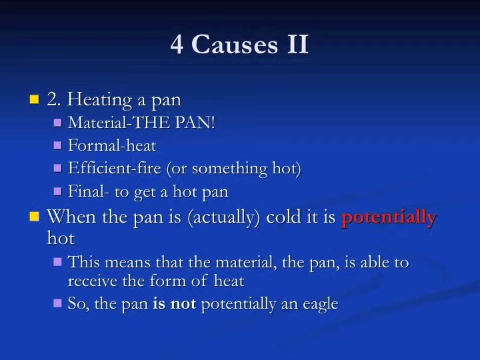 4 Causes II
2. Heating a pan
Material-THE PAN!
Formal-heat
Efficient-fire (or something hot)
Final- to get a hot pan
When the pan is (actually) cold it is potentially
hot
This means that the material, the pan, is able to
receive the form of heat
So, the pan is not potentially an eagle